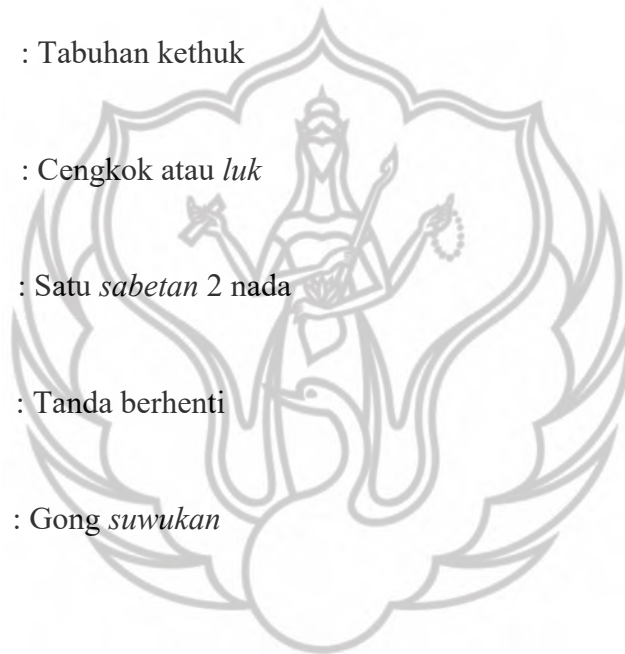 : Tabuhan kethuk
: Cengkok atau luk
: Satu sabetan 2 nada
: Tanda berhenti
: Gong suwukan